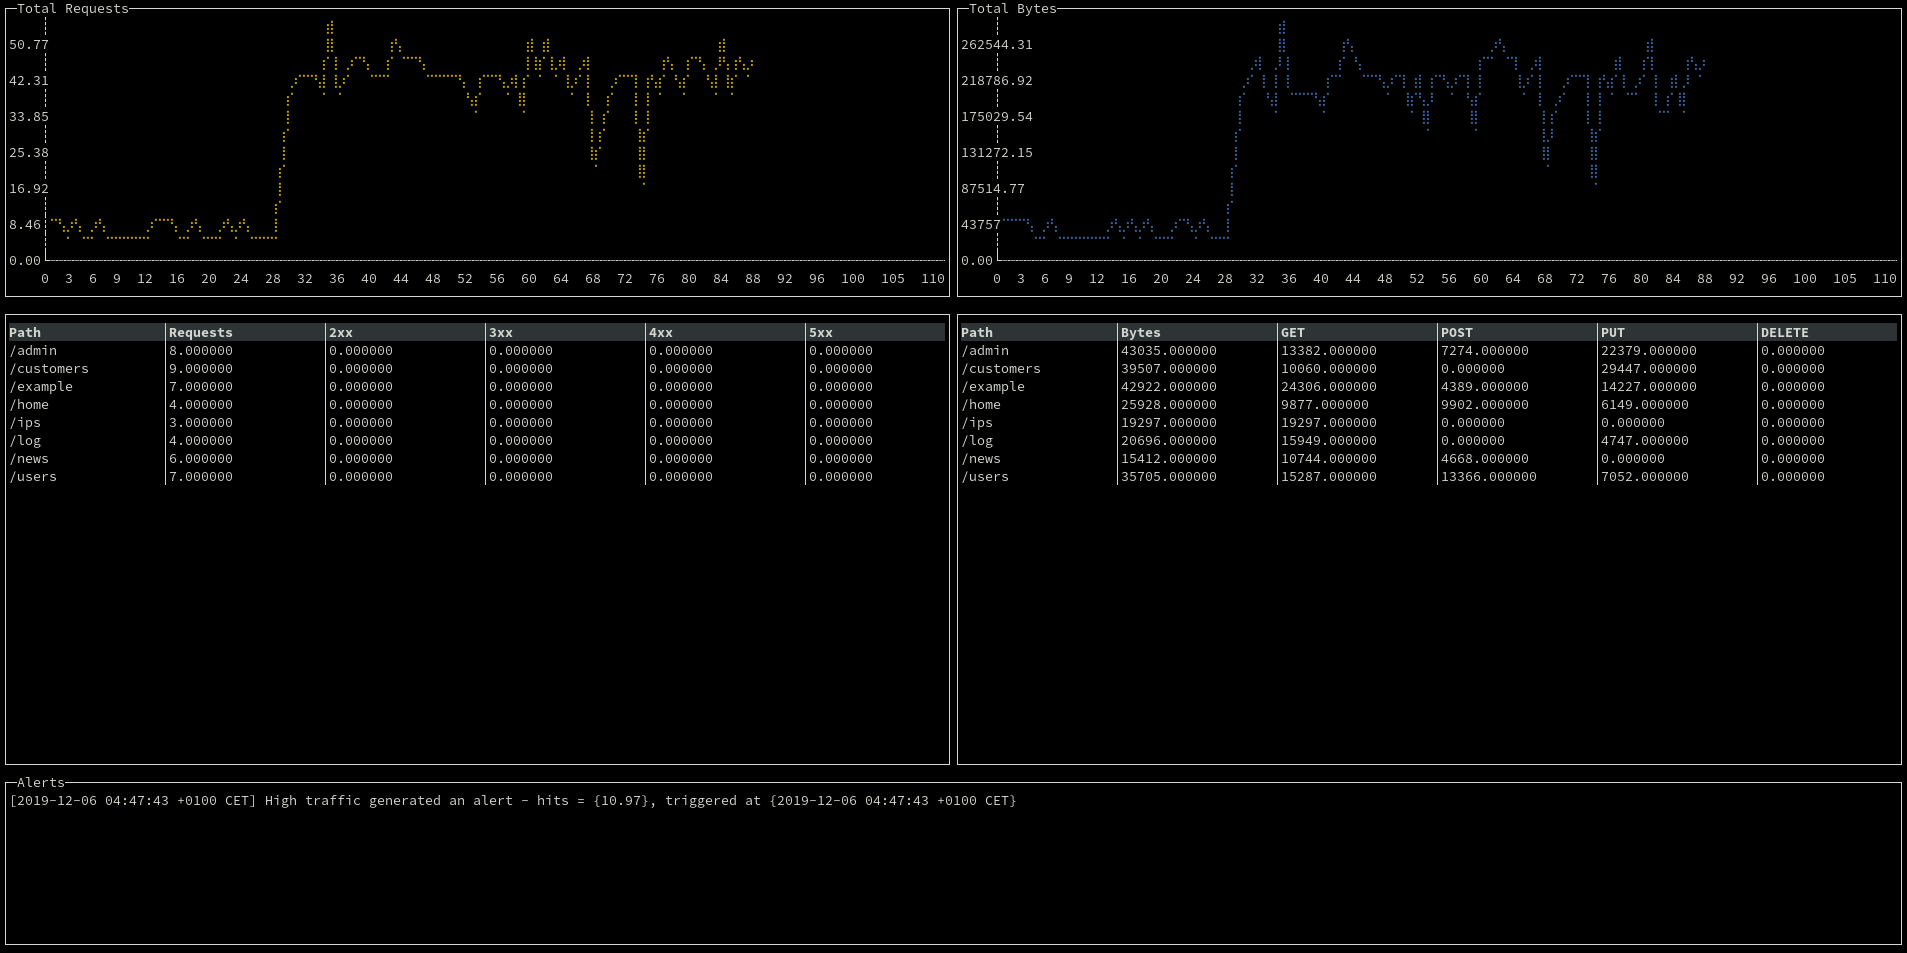 Total Requests
50.77
42.31
33.85
25.38
16.92
8.46
0.00
0 3 6 9 12 16 20 24 28 32 36 40 44 48 52 56 60 64 68 72 76 80 84 88 92 96 100 105 110
Total Bytes
262544.31
218786.92
175029.54
131272.15
87514.77
43757
0.00
0 3 6 9 12 16 20 24 28 32 36 40 44 48 52 56 60 64 68 72 76 80 84 88 92 96 100 105 110
Path Requests 2xx 3xx 4xx 5xx
/admin 8.000000 0.000000 0.000000 0.000000 0.000000
/customers 9.000000 0.000000 0.000000 0.000000 0.000000
/example 7.000000 0.000000 0.000000 0.000000 0.000000
/home 4.000000 0.000000 0.000000 0.000000 0.000000
/ips 3.000000 0.000000 0.000000 0.000000 0.000000
/log 4.000000 0.000000 0.000000 0.000000 0.000000
/news 6.000000 0.000000 0.000000 0.000000 0.000000
/users 7.000000 0.000000 0.000000 0.000000 0.000000
Path Bytes GET POST PUT DELETE
/admin 43035.000000 13382.000000 7274.000000 22379.000000 0.000000
/customers 39507.000000 10060.000000 0.000000 29447.000000 0.000000
/example 42922.000000 24306.000000 4389.000000 14227.000000 0.000000
/home 25928.000000 9877.000000 9902.000000 6149.000000 0.000000
/ips 19297.000000 19297.000000 0.000000 0.000000 0.000000
/log 20696.000000 15949.000000 0.000000 4747.000000 0.000000
/news 15412.000000 10744.000000 4668.000000 0.000000 0.000000
/users 35705.000000 15287.000000 13366.000000 7052.000000 0.000000
Alerts
[2019-12-06 04:47:43 +0100 CET] High traffic generated an alert - hits = {10.97}, triggered at {2019-12-06 04:47:43 +0100 CET}